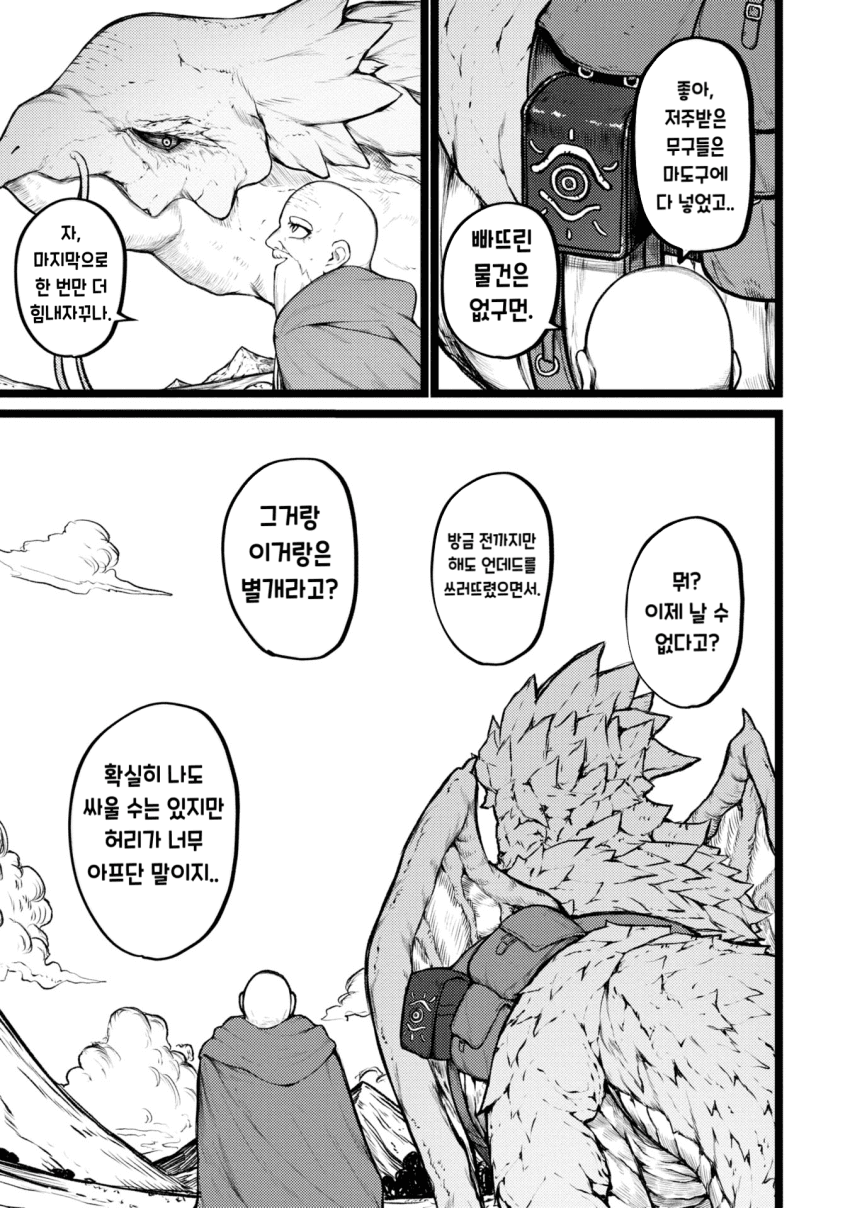 좋아,
저주받은
무구들은
마도구에
다 넣었고..
빠뜨린
물건은
없구먼.
자,
마지막으로
한 번만 더
힘내자꾸나.
뭐?
이제 날 수
없다고?
방금 전까지만
해도 언데드를
쓰러뜨렸으면서.
그거랑
이거랑은
별개라고?
확실히 나도
싸울 수는 있지만
허리가 너무
아프단 말이지..